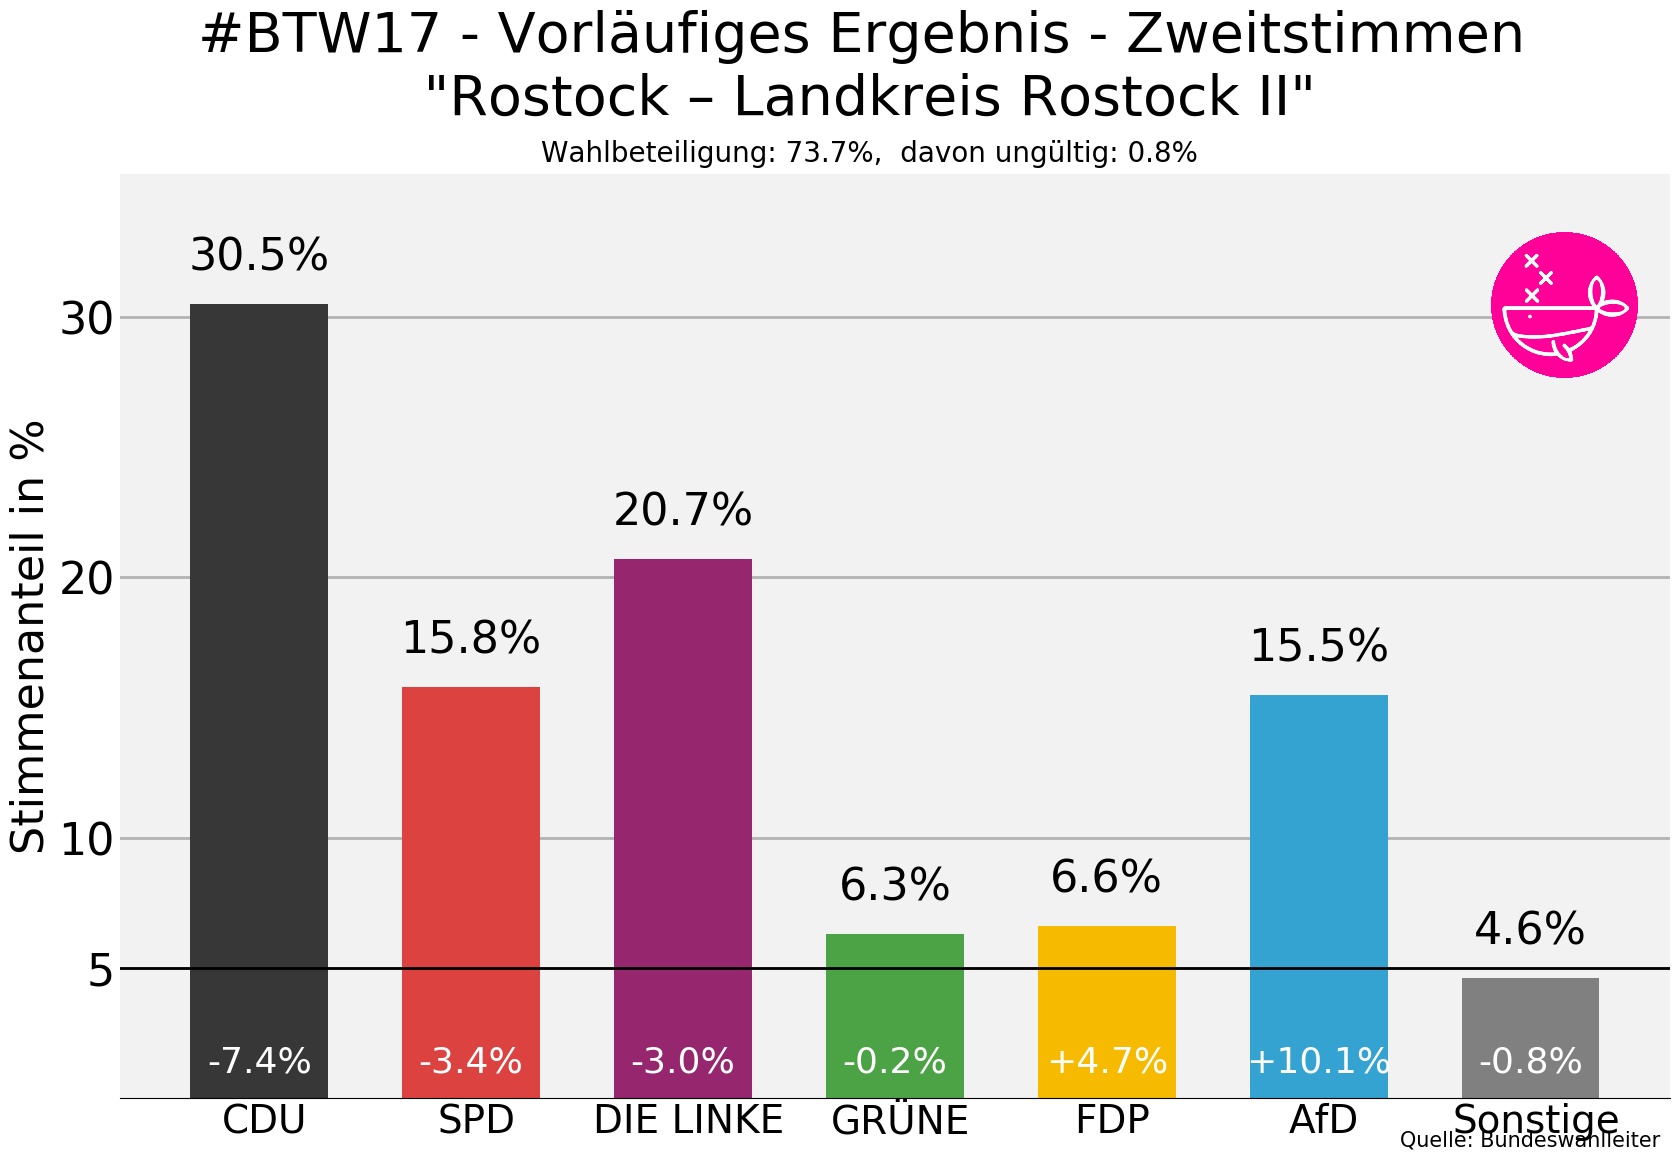 #BTW17 - Vorläufiges Ergebnis - Zweitstimmen
"Rostock – Landkreis Rostock II"
Wahlbeteiligung: 73.7%, davon ungültig: 0.8%
Stimmenanteil in %
30
20
10
5
30.5%
15.8%
20.7%
6.3%
6.6%
15.5%
4.6%
-7.4%
-3.4%
-3.0%
-0.2%
+4.7%
+10.1%
-0.8%
CDU
SPD
DIE LINKE
GRÜNE
FDP
AfD
Sonstige
Quelle: Bundeswahlleiter